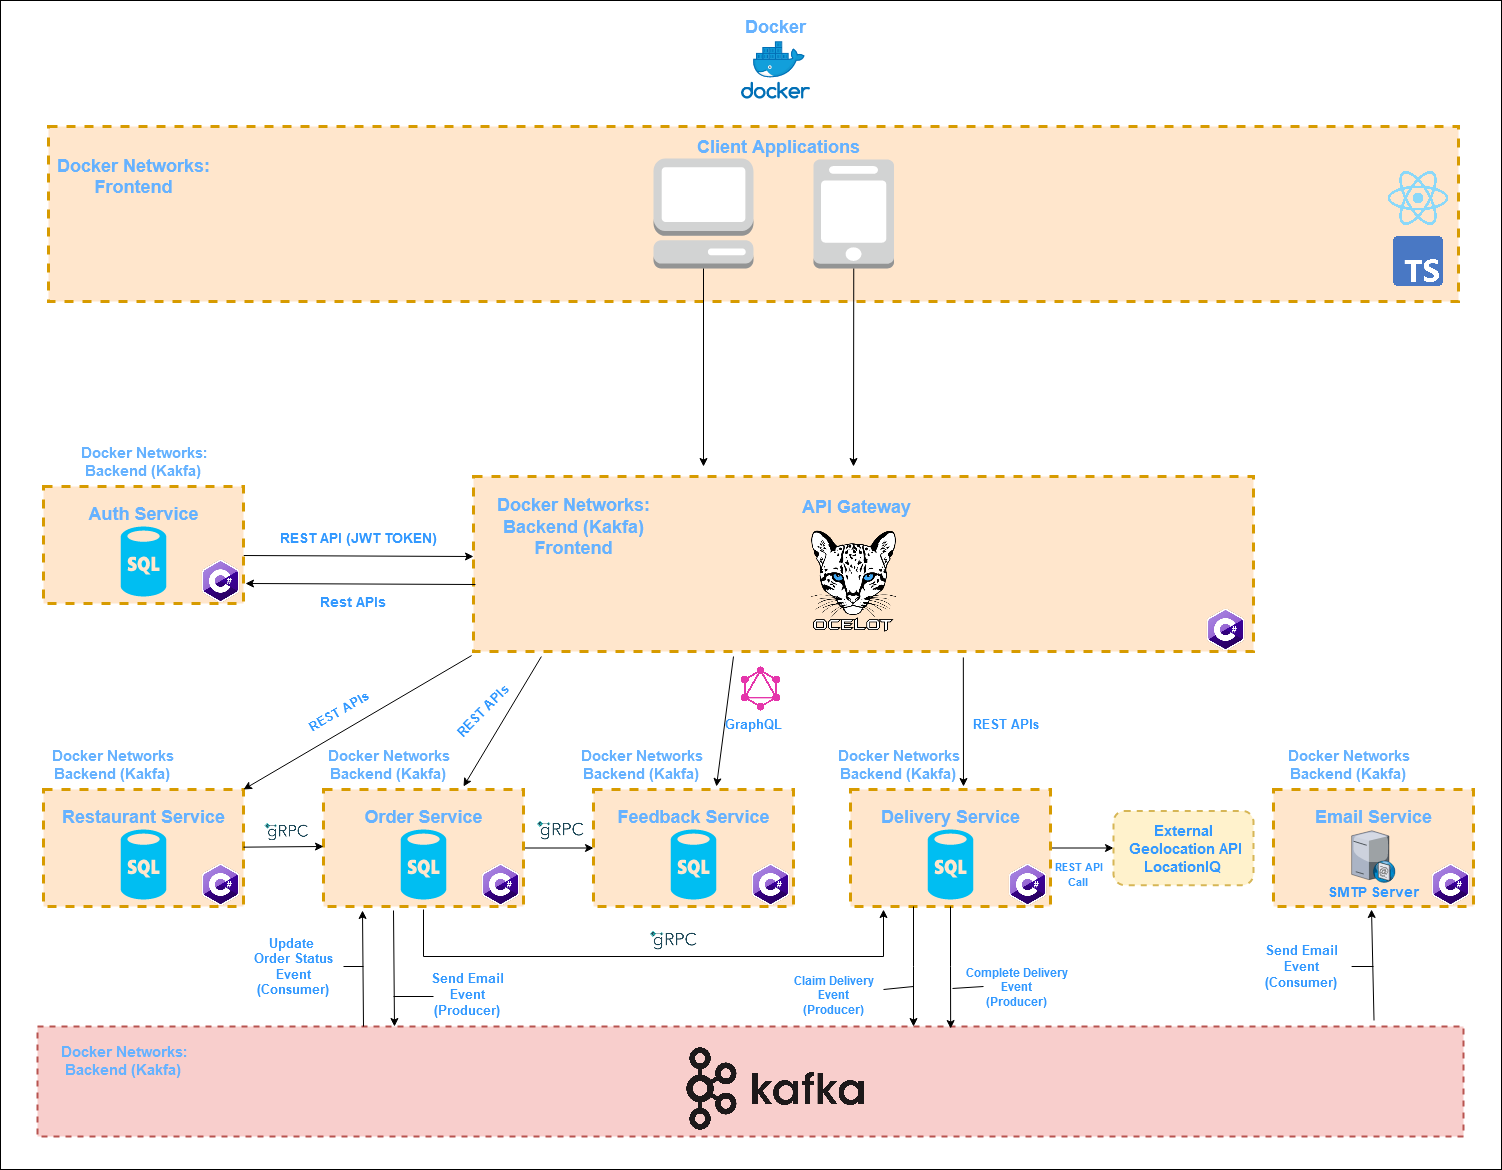 Docker
docker
Client Applications
Docker Networks:
Frontend
TS
Docker Networks:
Backend (Kakfa)
Auth Service
SQL
C#
REST API (JWT TOKEN)
Rest APIs
Docker Networks:
Backend (Kakfa)
Frontend
API Gateway
OCELOT
C#
REST APIs
REST APIs
GraphQL
REST APIs
Docker Networks
Backend (Kakfa)
Restaurant Service
SQL
C#
gRPC
Docker Networks
Backend (Kakfa)
Order Service
SQL
C#
gRPC
Docker Networks
Backend (Kakfa)
Feedback Service
SQL
C#
Docker Networks
Backend (Kakfa)
Delivery Service
SQL
C#
REST API
Call
External
Geolocation API
LocationIQ
Docker Networks
Backend (Kakfa)
Email Service
SMTP Server
C#
gRPC
Update
Order Status
Event
(Consumer)
Send Email
Event
(Producer)
Claim Delivery
Event
(Producer)
Complete Delivery
Event
(Producer)
Send Email
Event
(Consumer)
Docker Networks:
Backend (Kakfa)
kafka